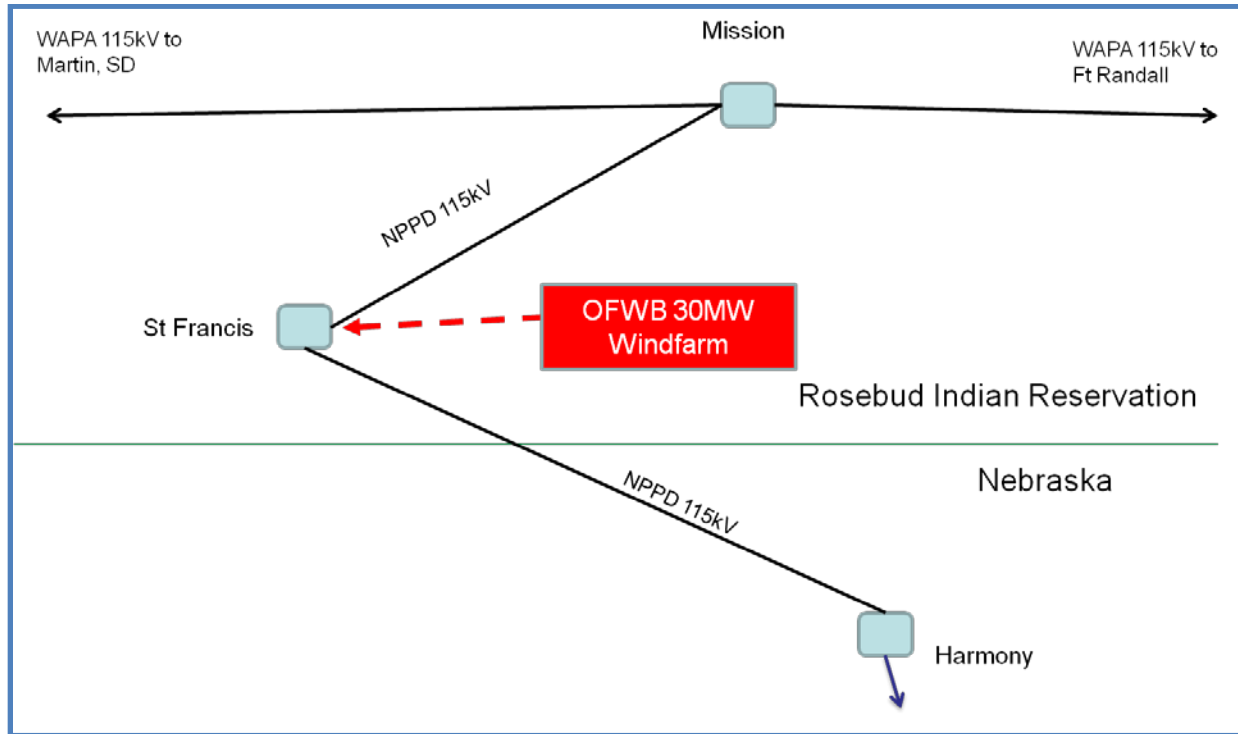 WAPA 115kV to
Martin, SD
Mission
WAPA 115kV to
Ft Randall
NPPD 115kV
St Francis
OFWB 30MW
Windfarm
Rosebud Indian Reservation
Nebraska
NPPD 115kV
Harmony